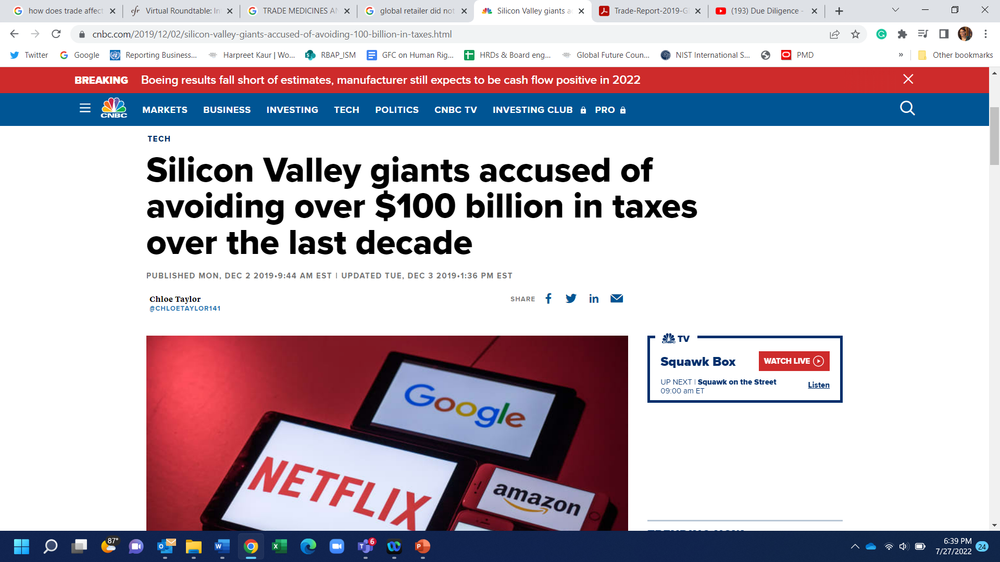 how does trade affect
Virtual Roundtable: In
TRADE MEDICINES A
global retailer did not
Silicon Valley giants a
Trade-Report-2019-G
(193) Due Diligence -
cnbc.com/2019/12/02/silicon-valley-giants-accused-of-avoiding-100-billion-in-taxes.html
Twitter
Google
Reporting Business...
Harpreet Kaur | Wo...
RBAP_ISM
GFC on Human Rig...
HRDs & Board eng...
Global Future Coun...
NIST International S...
PMD
»
Other bookmarks
BREAKING Boeing results fall short of estimates, manufacturer still expects to be cash flow positive in 2022
CNBC MARKETS BUSINESS INVESTING TECH POLITICS CNBC TV INVESTING CLUB PRO
TECH
Silicon Valley giants accused of
avoiding over $100 billion in taxes
over the last decade
PUBLISHED MON, DEC 2 2019•9:44 AM EST | UPDATED TUE, DEC 3 2019•1:36 PM EST
Chloe Taylor
@CHLOETAYLOR141
SHARE
Google
NETFLIX
amazon
CNBC TV
Squawk Box
WATCH LIVE
UP NEXT | Squawk on the Street
09:00 am ET
Listen
TRENDING NOW
87°
6
6:39 PM
7/27/2022
24